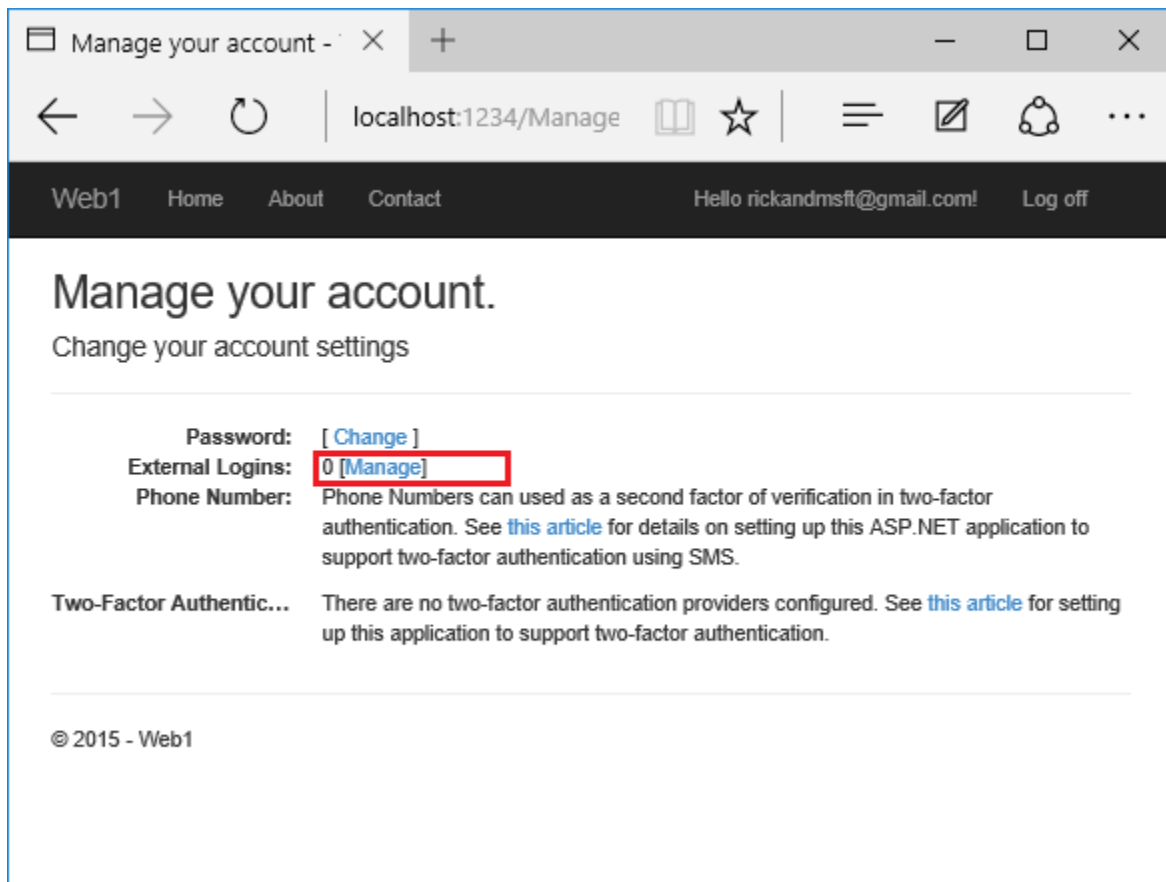 Manage your account -
localhost:1234/Manage
Web1 Home About Contact Hello rickandmsft@gmail.com! Log off
Manage your account.
Change your account settings
Password: [ Change ]
External Logins: 0 [Manage]
Phone Number: Phone Numbers can used as a second factor of verification in two-factor
authentication. See this article for details on setting up this ASP.NET application to
support two-factor authentication using SMS.
Two-Factor Authentic... There are no two-factor authentication providers configured. See this article for setting
up this application to support two-factor authentication.
© 2015 - Web1